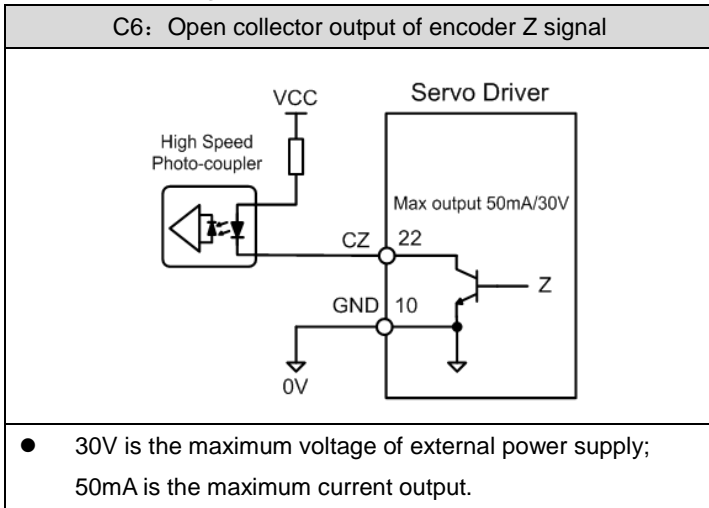 C6：Open collector output of encoder Z signal
VCC
Servo Driver
High Speed
Photo-coupler
Max output 50mA/30V
CZ
22
Z
GND
10
0V
● 30V is the maximum voltage of external power supply;
50mA is the maximum current output.